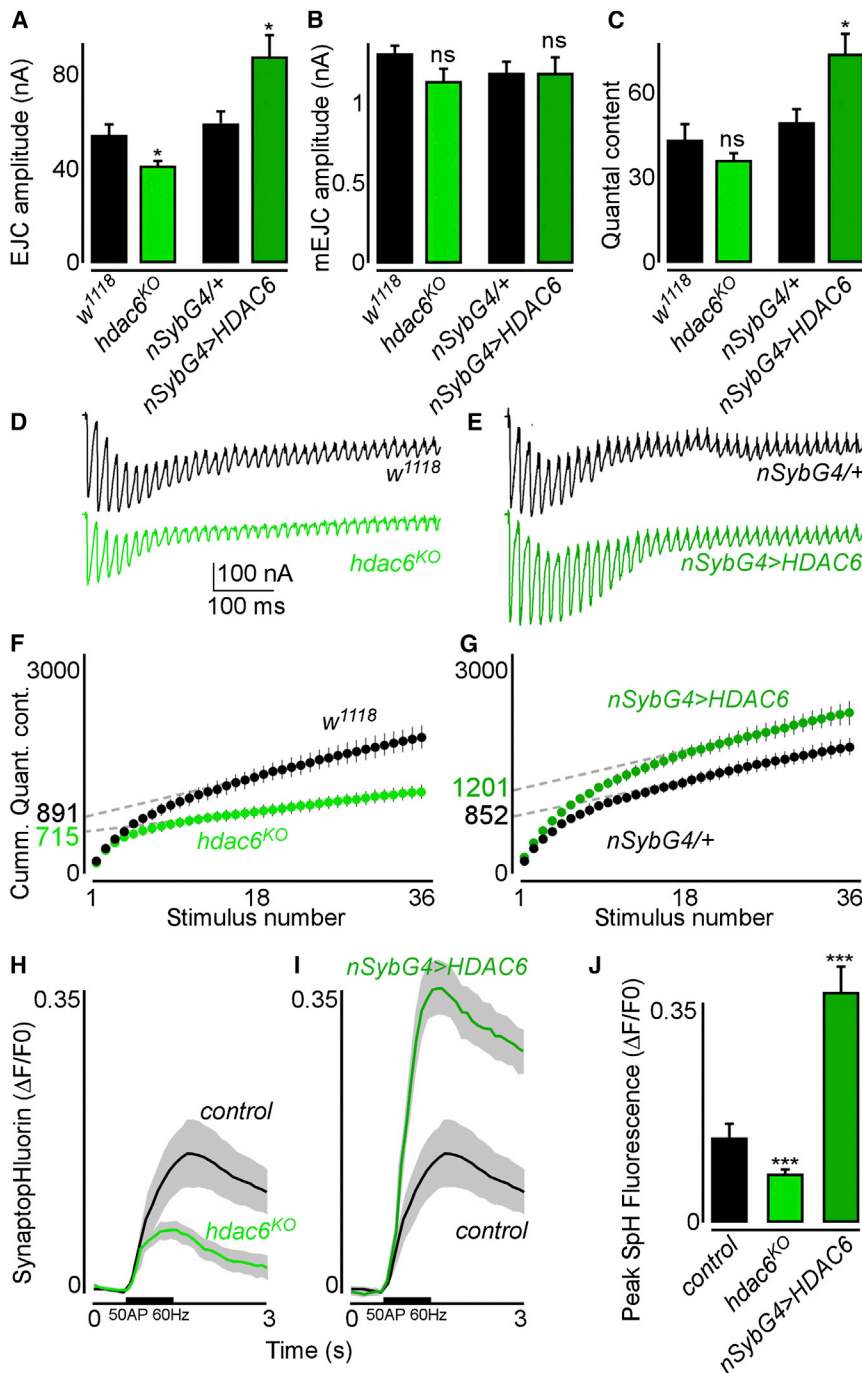 A
B
C
EJC amplitude (nA)
80
40
0
*
*
w1118
hdac6KO
nSybG4/+
nSybG4>HDAC6
mEJC amplitude (nA)
1
0.5
0
ns
ns
w1118
hdac6KO
nSybG4/+
nSybG4>HDAC6
Quantal content
60
30
0
ns
*
w1118
hdac6KO
nSybG4/+
nSybG4>HDAC6
D
E
w1118
hdac6KO
100 nA
100 ms
nSybG4/+
nSybG4>HDAC6
F
G
Cumm. Quant. cont.
3000
891
715
0
w1118
hdac6KO
1
18
36
Stimulus number
3000
1201
852
0
nSybG4>HDAC6
nSybG4/+
1
18
36
Stimulus number
H
I
J
SynaptopHluorin (ΔF/F0)
0.35
0
control
hdac6KO
0
50AP 60Hz
3
nSybG4>HDAC6
0.35
0
control
0
50AP 60Hz
3
Time (s)
Peak SpH Fluorescence (ΔF/F0)
0.35
0
***
***
control
hdac6KO
nSybG4>HDAC6